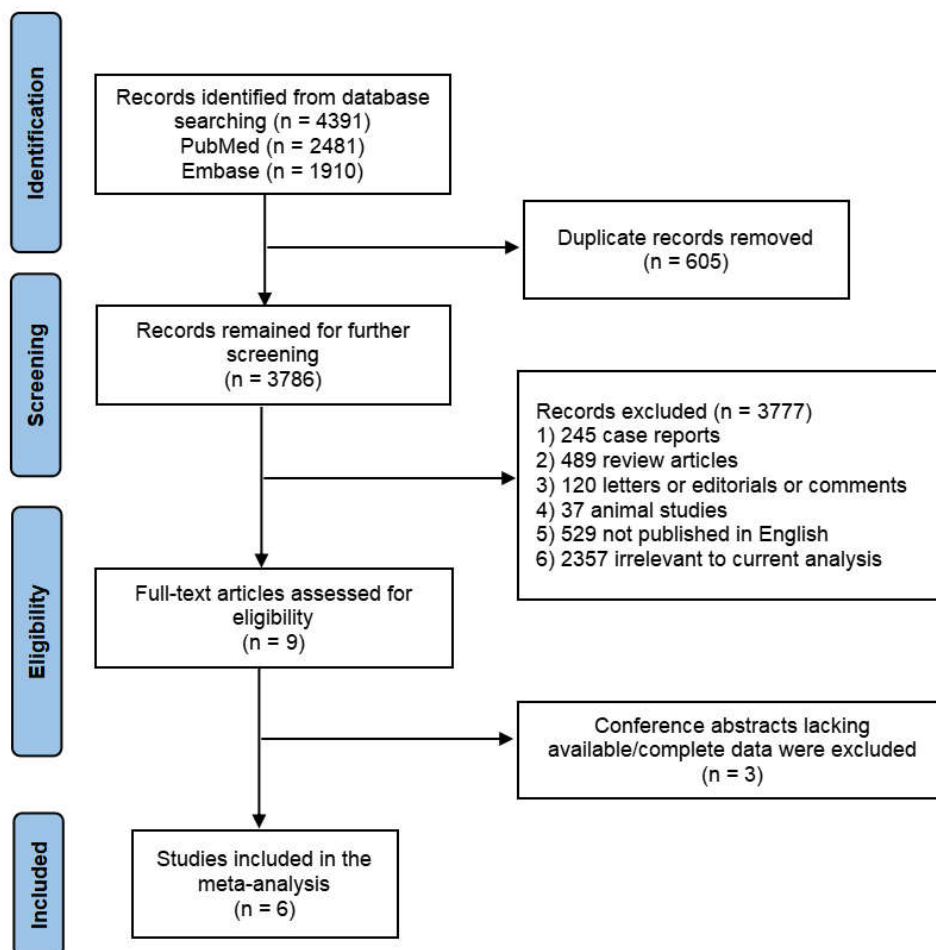 Identification
Records identified from database
searching (n = 4391)
PubMed (n = 2481)
Embase (n = 1910)
Duplicate records removed
(n = 605)
Screening
Records remained for further
screening
(n = 3786)
Records excluded (n = 3777)
1) 245 case reports
2) 489 review articles
3) 120 letters or editorials or comments
4) 37 animal studies
5) 529 not published in English
6) 2357 irrelevant to current analysis
Eligibility
Full-text articles assessed for
eligibility
(n = 9)
Conference abstracts lacking
available/complete data were excluded
(n = 3)
Included
Studies included in the
meta-analysis
(n = 6)